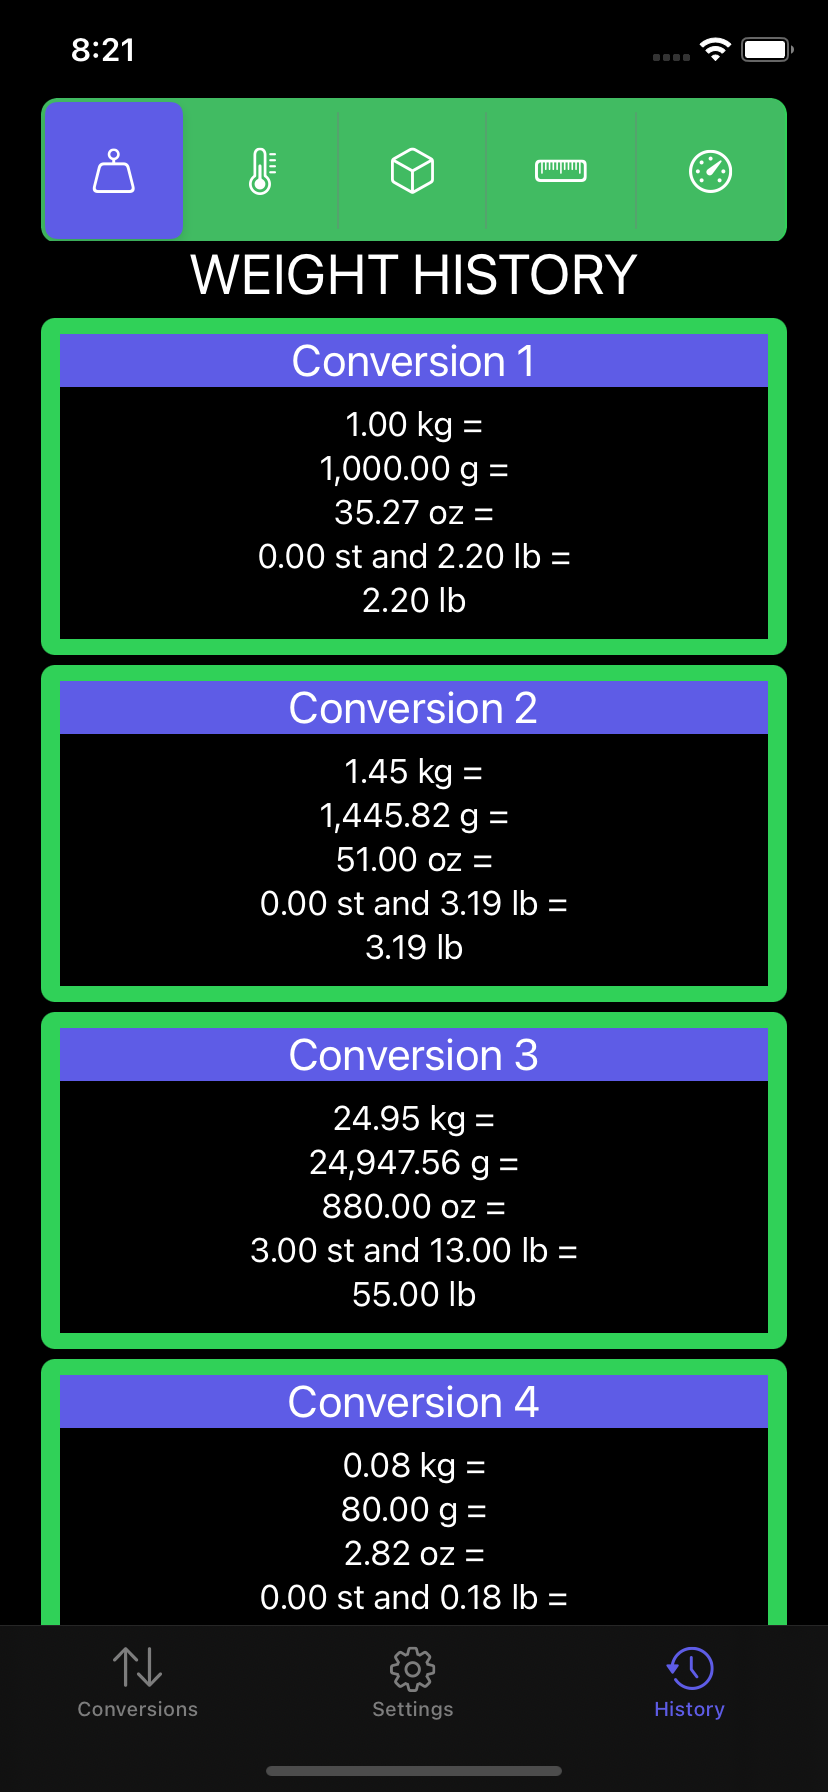 8:21
WEIGHT HISTORY
Conversion 1
1.00 kg =
1,000.00 g =
35.27 oz =
0.00 st and 2.20 lb =
2.20 lb
Conversion 2
1.45 kg =
1,445.82 g =
51.00 oz =
0.00 st and 3.19 lb =
3.19 lb
Conversion 3
24.95 kg =
24,947.56 g =
880.00 oz =
3.00 st and 13.00 lb =
55.00 lb
Conversion 4
0.08 kg =
80.00 g =
2.82 oz =
0.00 st and 0.18 lb =
Conversions
Settings
History